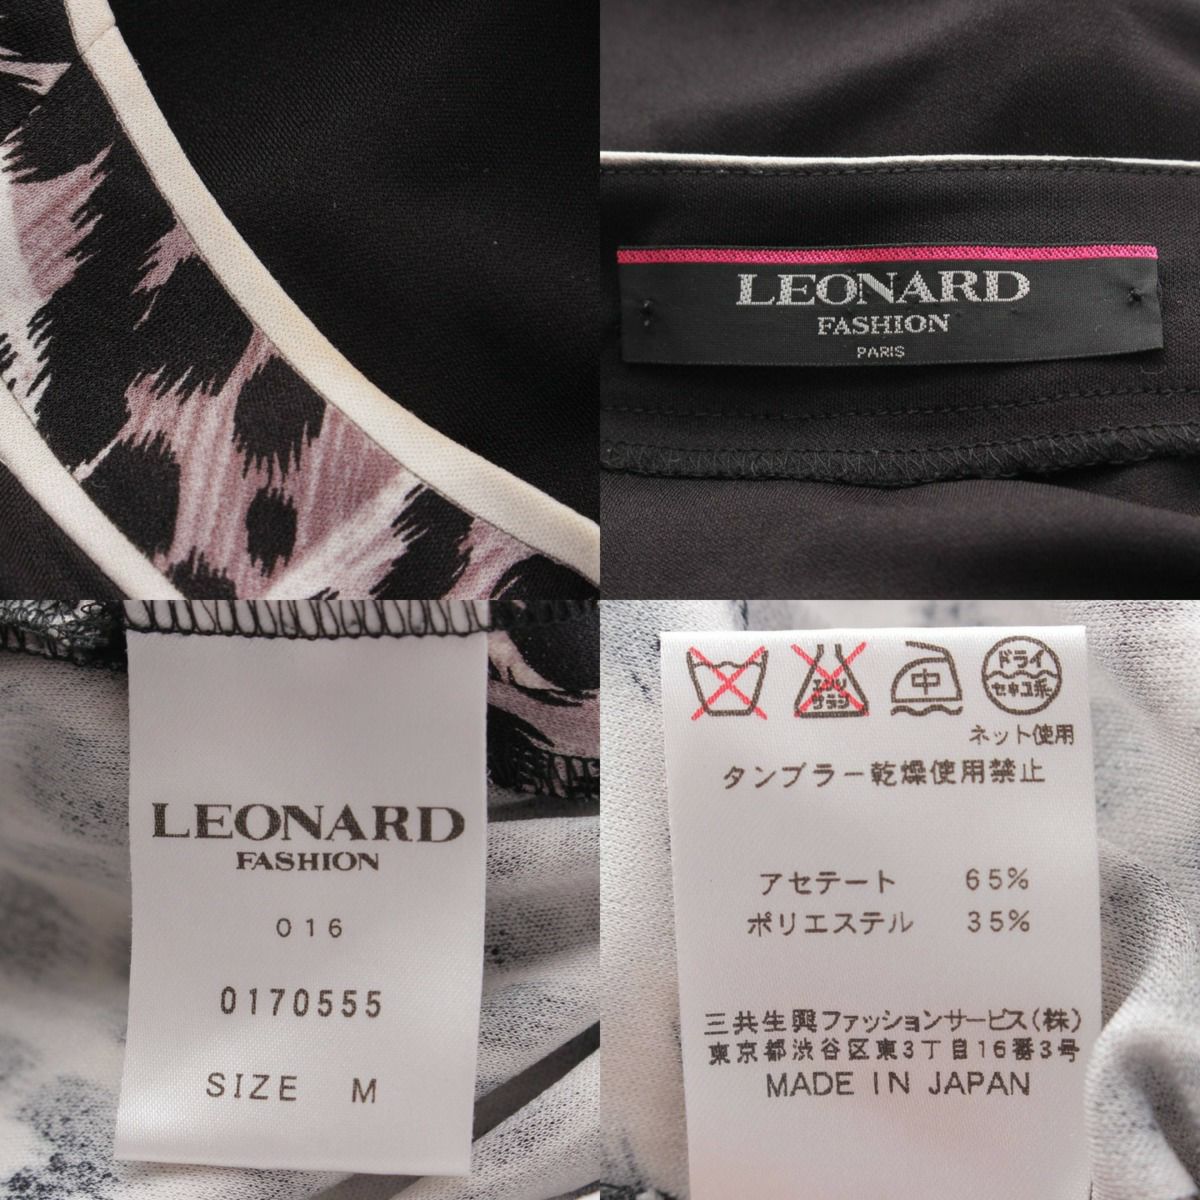 LEONARD
FASHION
PARIS
LEONARD
FASHION
016
0170555
SIZE M
エンソ
サラシ
中
ドライ
セキユ系
ネット使用
タンブラー乾燥使用禁止
アセテート 65%
ポリエステル 35%
三共生興ファッションサービス(株)
東京都渋谷区東3丁目16番3号
MADE IN JAPAN